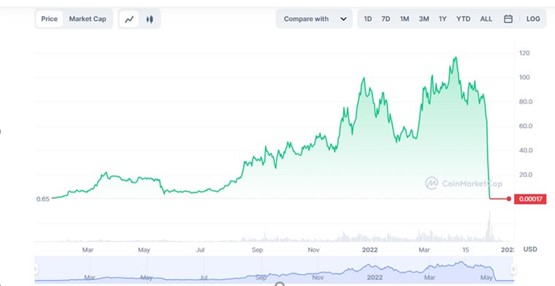 Price Market Cap Compare with 1D 7D 1M 3M 1Y YTD ALL LOG
120
100
80.0
60.0
40.0
20.0
CoinMarketCap
0.65
0.00017
Mar May Jul Sep Nov 2022 Mar 15 USD
Mar May Jul Sep Nov 2022 Mar May